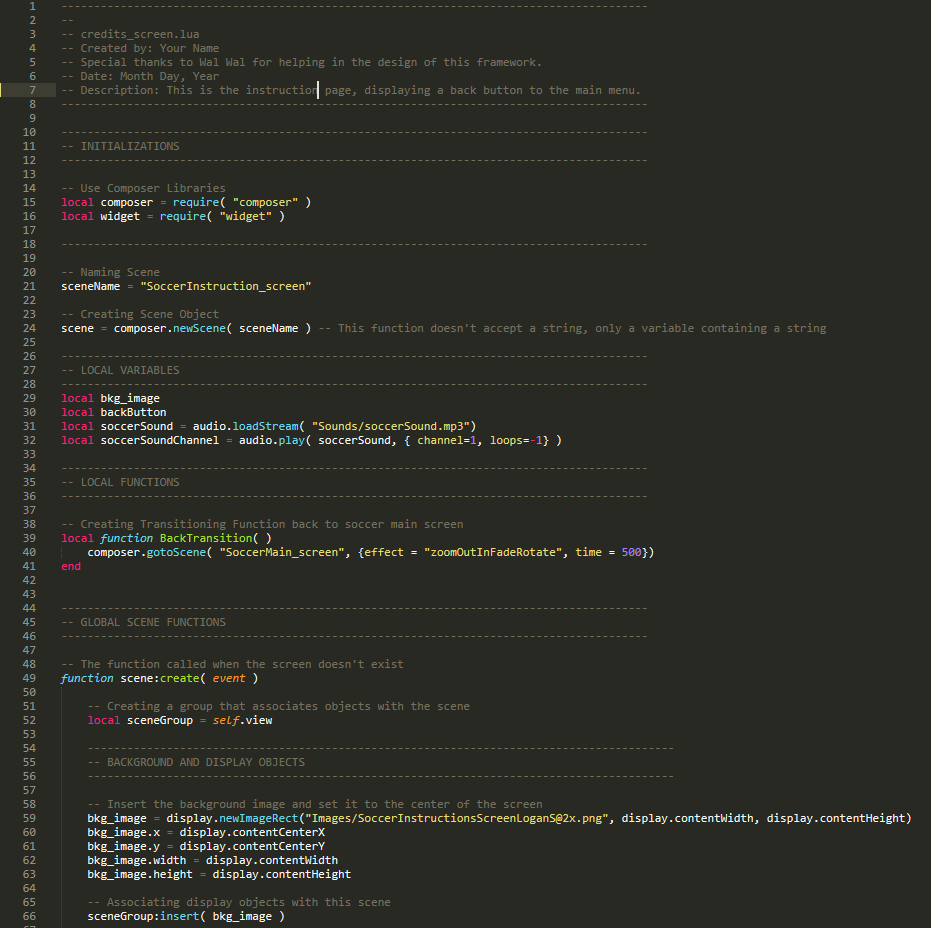 1 ------------------------------------------------------------------------------------------
2 --
3 -- credits_screen.lua
4 -- Created by: Your Name
5 -- Special thanks to Wal Wal for helping in the design of this framework.
6 -- Date: Month Day, Year
7 -- Description: This is the instruction page, displaying a back button to the main menu.
8 ------------------------------------------------------------------------------------------
9
10 ------------------------------------------------------------------------------------------
11 -- INITIALIZATIONS
12 ------------------------------------------------------------------------------------------
13
14 -- Use Composer Libraries
15 local composer = require( "composer" )
16 local widget = require( "widget" )
17
18 ------------------------------------------------------------------------------------------
19
20 -- Naming Scene
21 sceneName = "SoccerInstruction_screen"
22
23 -- Creating Scene Object
24 scene = composer.newScene( sceneName ) -- This function doesn't accept a string, only a variable containing a string
25
26 ------------------------------------------------------------------------------------------
27 -- LOCAL VARIABLES
28 ------------------------------------------------------------------------------------------
29 local bkg_image
30 local backButton
31 local soccerSound = audio.loadStream( "Sounds/soccerSound.mp3")
32 local soccerSoundChannel = audio.play( soccerSound, { channel=1, loops=-1} )
33
34 ------------------------------------------------------------------------------------------
35 -- LOCAL FUNCTIONS
36 ------------------------------------------------------------------------------------------
37
38 -- Creating Transitioning Function back to soccer main screen
39 local function BackTransition( )
40     composer.gotoScene( "SoccerMain_screen", {effect = "zoomOutInFadeRotate", time = 500})
41 end
42
43
44 ------------------------------------------------------------------------------------------
45 -- GLOBAL SCENE FUNCTIONS
46 ------------------------------------------------------------------------------------------
47
48 -- The function called when the screen doesn't exist
49 function scene:create( event )
50
51     -- Creating a group that associates objects with the scene
52     local sceneGroup = self.view
53
54     ------------------------------------------------------------------------------------------
55     -- BACKGROUND AND DISPLAY OBJECTS
56     ------------------------------------------------------------------------------------------
57
58     -- Insert the background image and set it to the center of the screen
59     bkg_image = display.newImageRect("Images/SoccerInstructionsScreenLoganS@2x.png", display.contentWidth, display.contentHeight)
60     bkg_image.x = display.contentCenterX
61     bkg_image.y = display.contentCenterY
62     bkg_image.width = display.contentWidth
63     bkg_image.height = display.contentHeight
64
65     -- Associating display objects with this scene
66     sceneGroup:insert( bkg_image )